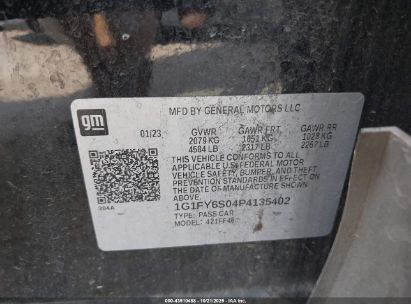 MFD BY GENERAL MOTORS LLC
gm
01/23 GVWR GAWR FRT GAWR RR
2079 KG 1051 KG 1028 KG
4584 LB 2317 LB 2267 LB
THIS VEHICLE CONFORMS TO ALL
APPLICABLE U.S. FEDERAL MOTOR
VEHICLE SAFETY, BUMPER, AND THEFT
PREVENTION STANDARDS IN EFFECT ON
THE DATE OF MANUFACTURE SHOWN
ABOVE.
1G1FY6S04P4135402
TYPE: PASS CAR
MODEL: